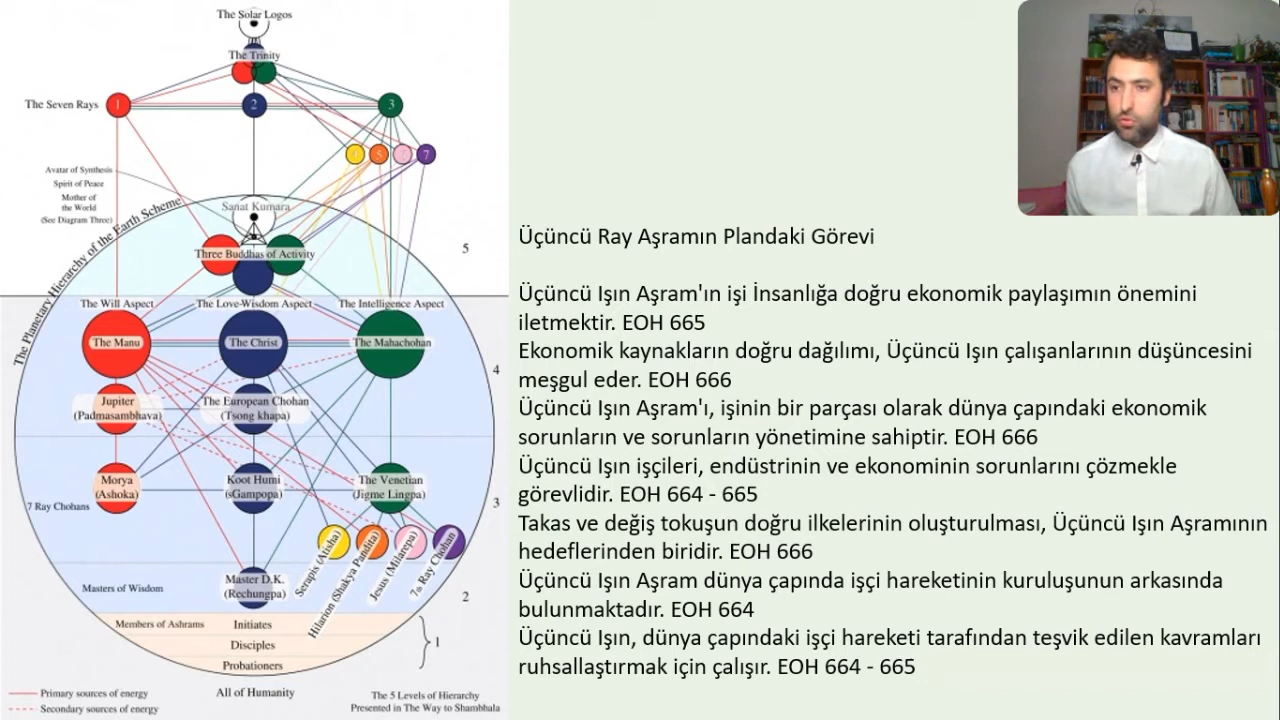 The Solar Logos
The Trinity
The Seven Rays
1
2
3
5
7
Avatar of Synthesis
Spirit of Peace
Mother of
the World
(See Diagram Three)
The Planetary Hierarchy of the Earth Scheme
Sanat Kumara
Three Buddhas of Activity
5
The Will Aspect
The Love-Wisdom Aspect
The Intelligence Aspect
The Manu
The Christ
The Mahachohan
4
Jupiter
(Padmasambhava)
The European Chohan
(Tsong khapa)
Morya
(Ashoka)
Koot Humi
(sGampopa)
The Venetian
(Jigme Lingpa)
7 Ray Chohans
3
Serapis (Atisha)
Hilarion (Shakya Pandita)
Jesus (Milarepa)
7th Ray Chohan
Masters of Wisdom
Master D.K.
(Rechungpa)
2
Members of Ashrams
Initiates
Disciples
Probationers
1
Primary sources of energy
Secondary sources of energy
All of Humanity
The 5 Levels of Hierarchy
Presented in The Way to Shambhala
Üçüncü Ray Aşramın Plandaki Görevi
Üçüncü Işın Aşram'ın işi İnsanlığa doğru ekonomik paylaşımın önemini
iletmektir. EOH 665
Ekonomik kaynakların doğru dağılımı, Üçüncü Işın çalışanlarının düşüncesini
meşgul eder. EOH 666
Üçüncü Işın Aşram'ı, işinin bir parçası olarak dünya çapındaki ekonomik
sorunların ve sorunların yönetimine sahiptir. EOH 666
Üçüncü Işın işçileri, endüstrinin ve ekonominin sorunlarını çözmekle
görevlidir. EOH 664 - 665
Takas ve değiş tokuşun doğru ilkelerinin oluşturulması, Üçüncü Işın Aşramının
hedeflerinden biridir. EOH 666
Üçüncü Işın Aşram dünya çapında işçi hareketinin kuruluşunun arkasında
bulunmaktadır. EOH 664
Üçüncü Işın, dünya çapındaki işçi hareketi tarafından teşvik edilen kavramları
ruhsallaştırmak için çalışır. EOH 664 - 665